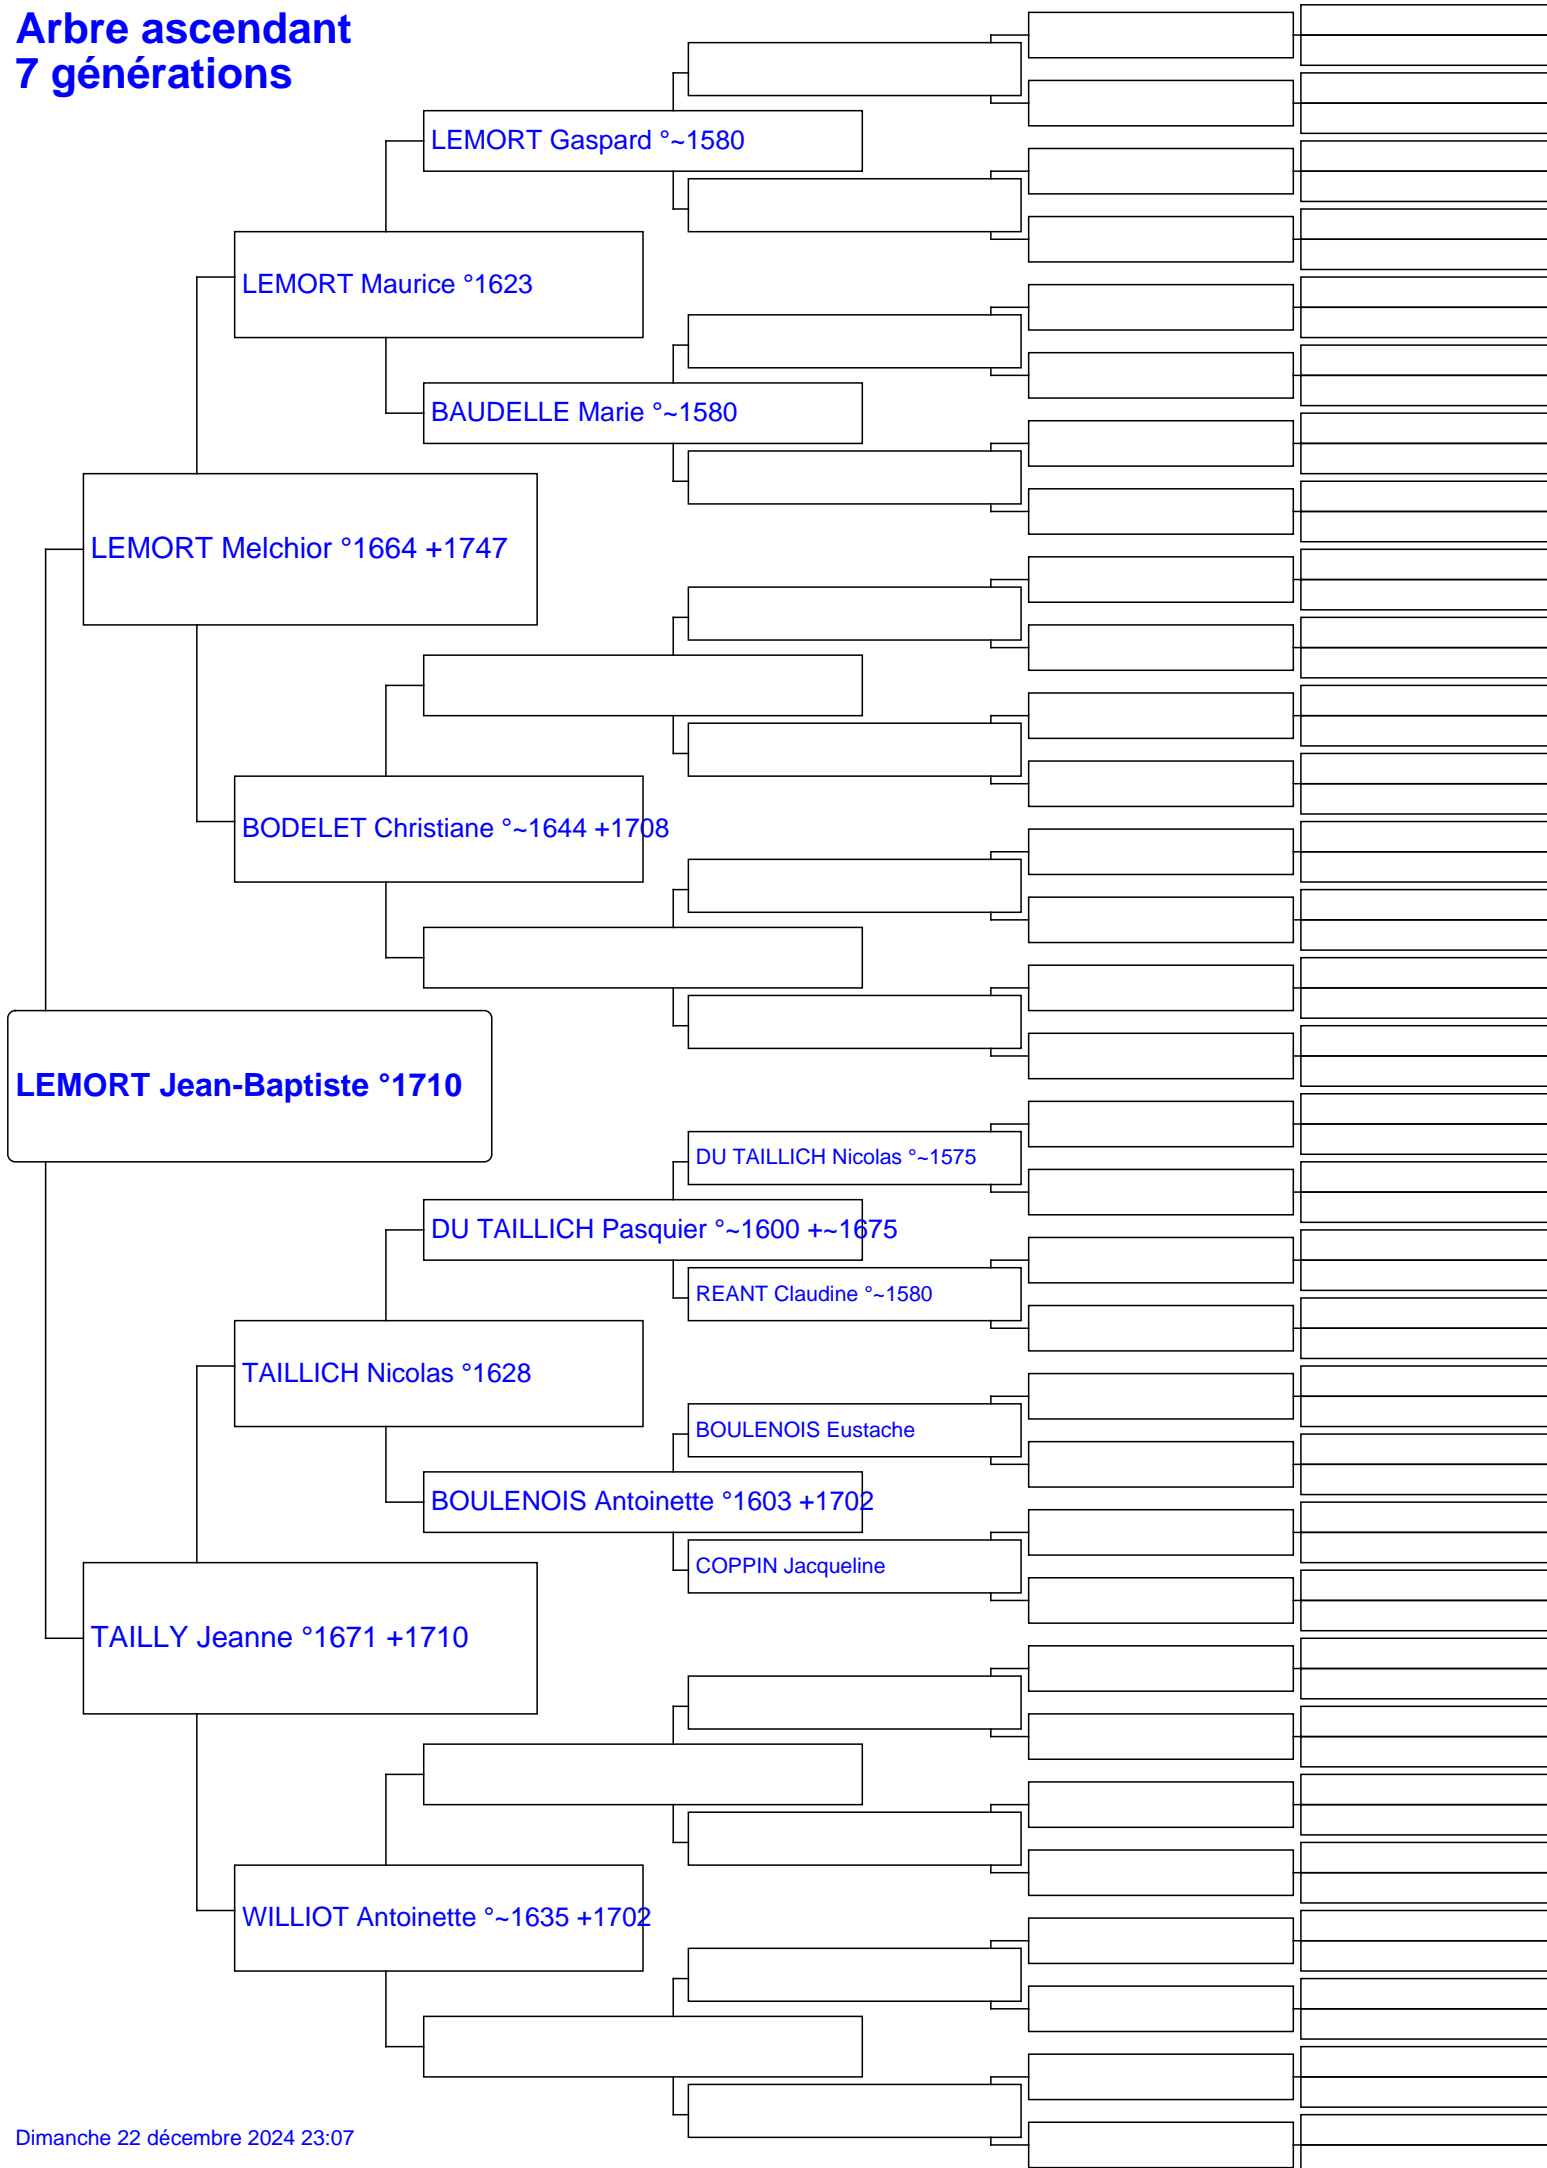 Arbre ascendant
7 générations
LEMORT Gaspard °~1580
LEMORT Maurice °1623
BAUDELLE Marie °~1580
LEMORT Melchior °1664 +1747
BODELET Christiane °~1644 +1708
LEMORT Jean-Baptiste °1710
DU TAILLICH Nicolas °~1575
DU TAILLICH Pasquier °~1600 +~1675
REANT Claudine °~1580
TAILLICH Nicolas °1628
BOULENOIS Eustache
BOULENOIS Antoinette °1603 +1702
COPPIN Jacqueline
TAILLY Jeanne °1671 +1710
WILLIOT Antoinette °~1635 +1702
Dimanche 22 décembre 2024 23:07